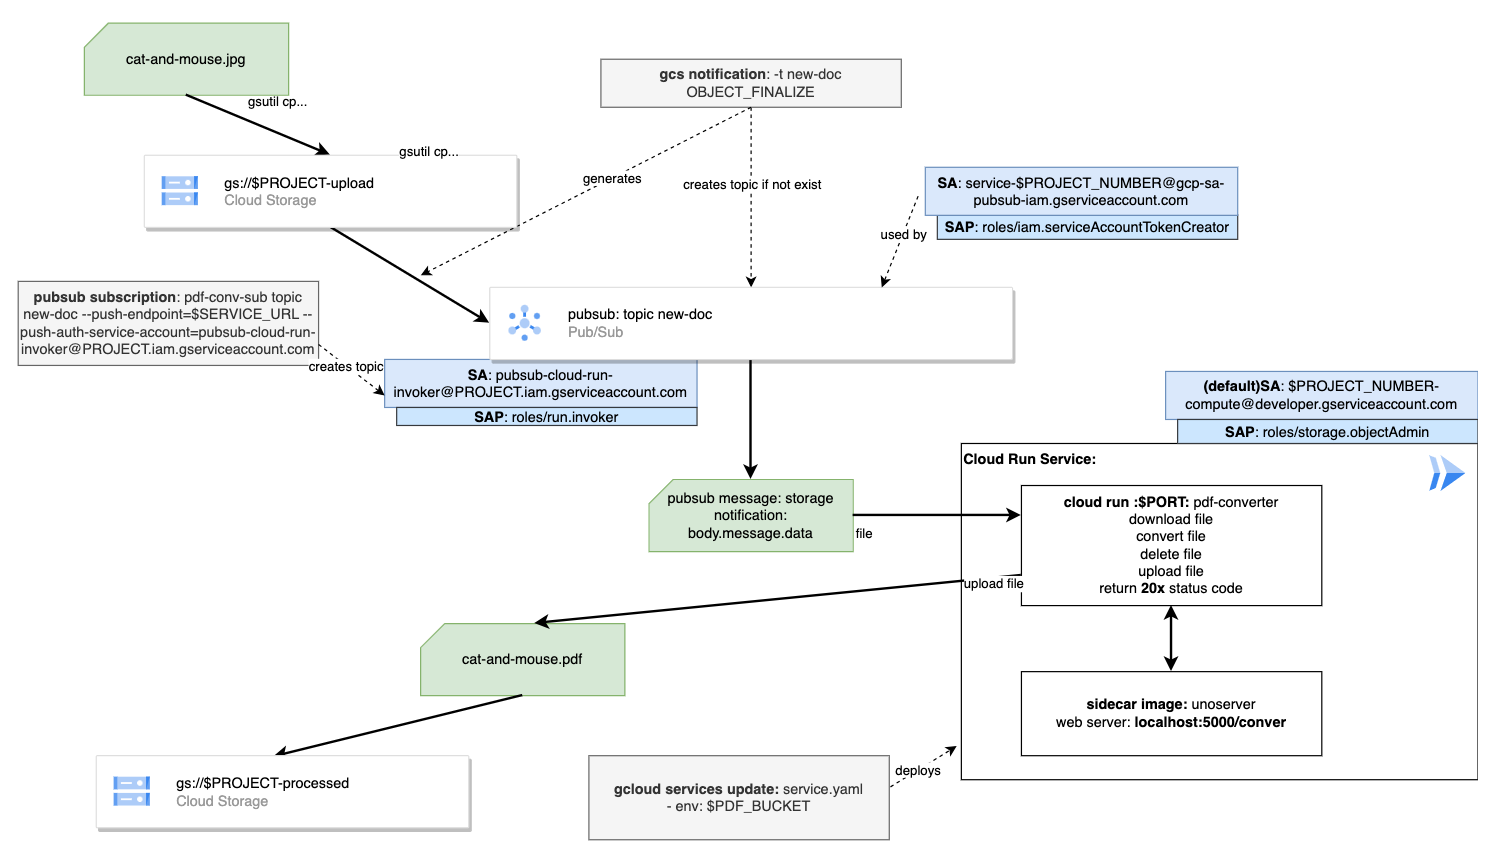 cat-and-mouse.jpg
gsutil cp...
gcs notification: -t new-doc
OBJECT_FINALIZE
gsutil cp...
gs://$PROJECT-upload
Cloud Storage
generates
creates topic if not exist
SA: service-$PROJECT_NUMBER@gcp-sa-
pubsub-iam.gserviceaccount.com
SAP: roles/iam.serviceAccountTokenCreator
used by
pubsub subscription: pdf-conv-sub topic
new-doc --push-endpoint=$SERVICE_URL --
push-auth-service-account=pubsub-cloud-run-
invoker@PROJECT.iam.gserviceaccount.com
creates topic
pubsub: topic new-doc
Pub/Sub
SA: pubsub-cloud-run-
invoker@PROJECT.iam.gserviceaccount.com
SAP: roles/run.invoker
(default)SA: $PROJECT_NUMBER-
compute@developer.gserviceaccount.com
SAP: roles/storage.objectAdmin
Cloud Run Service:
pubsub message: storage
notification:
body.message.data
file
cloud run :$PORT: pdf-converter
download file
convert file
delete file
upload file
return 20x status code
upload file
cat-and-mouse.pdf
sidecar image: unoserver
web server: localhost:5000/conver
gs://$PROJECT-processed
Cloud Storage
gcloud services update: service.yaml
- env: $PDF_BUCKET
deploys